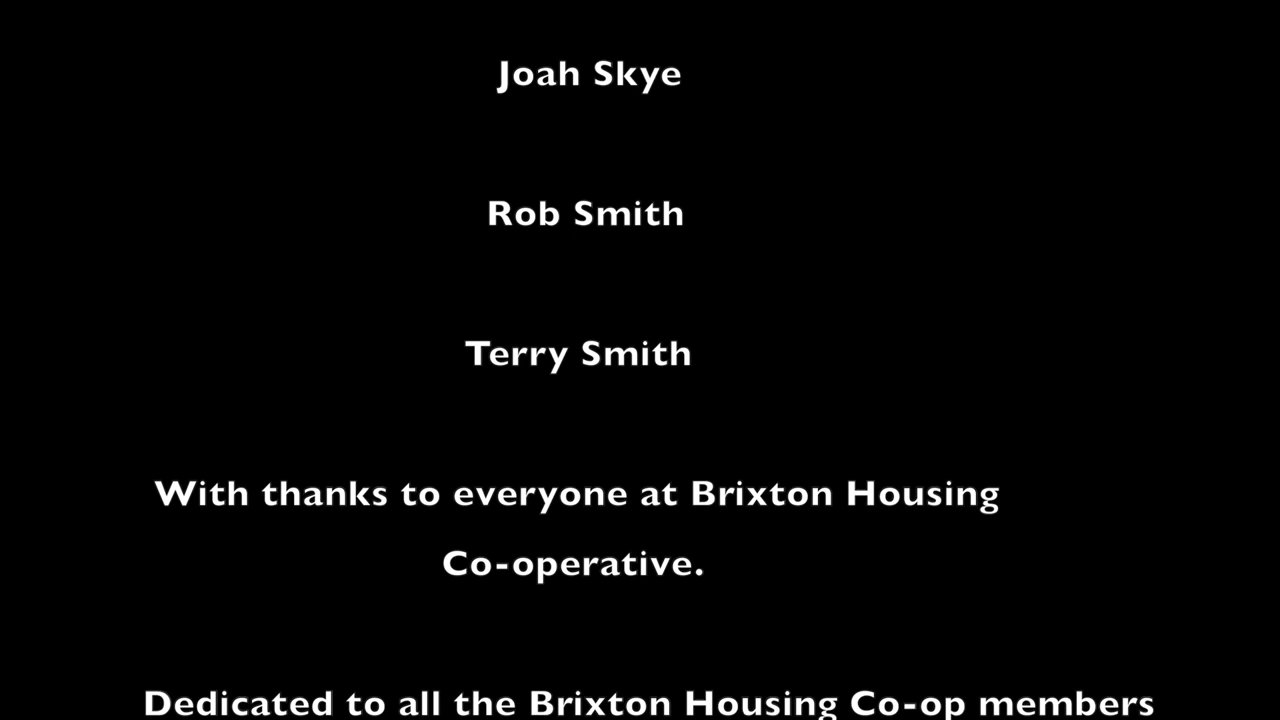 Joah Skye
Rob Smith
Terry Smith
With thanks to everyone at Brixton Housing
Co-operative.
Dedicated to all the Brixton Housing Co-op members